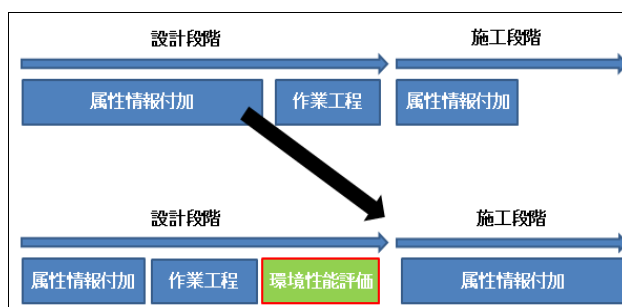 設計段階
施工段階
属性情報付加
作業工程
属性情報付加
設計段階
施工段階
属性情報付加
作業工程
環境性能評価
属性情報付加